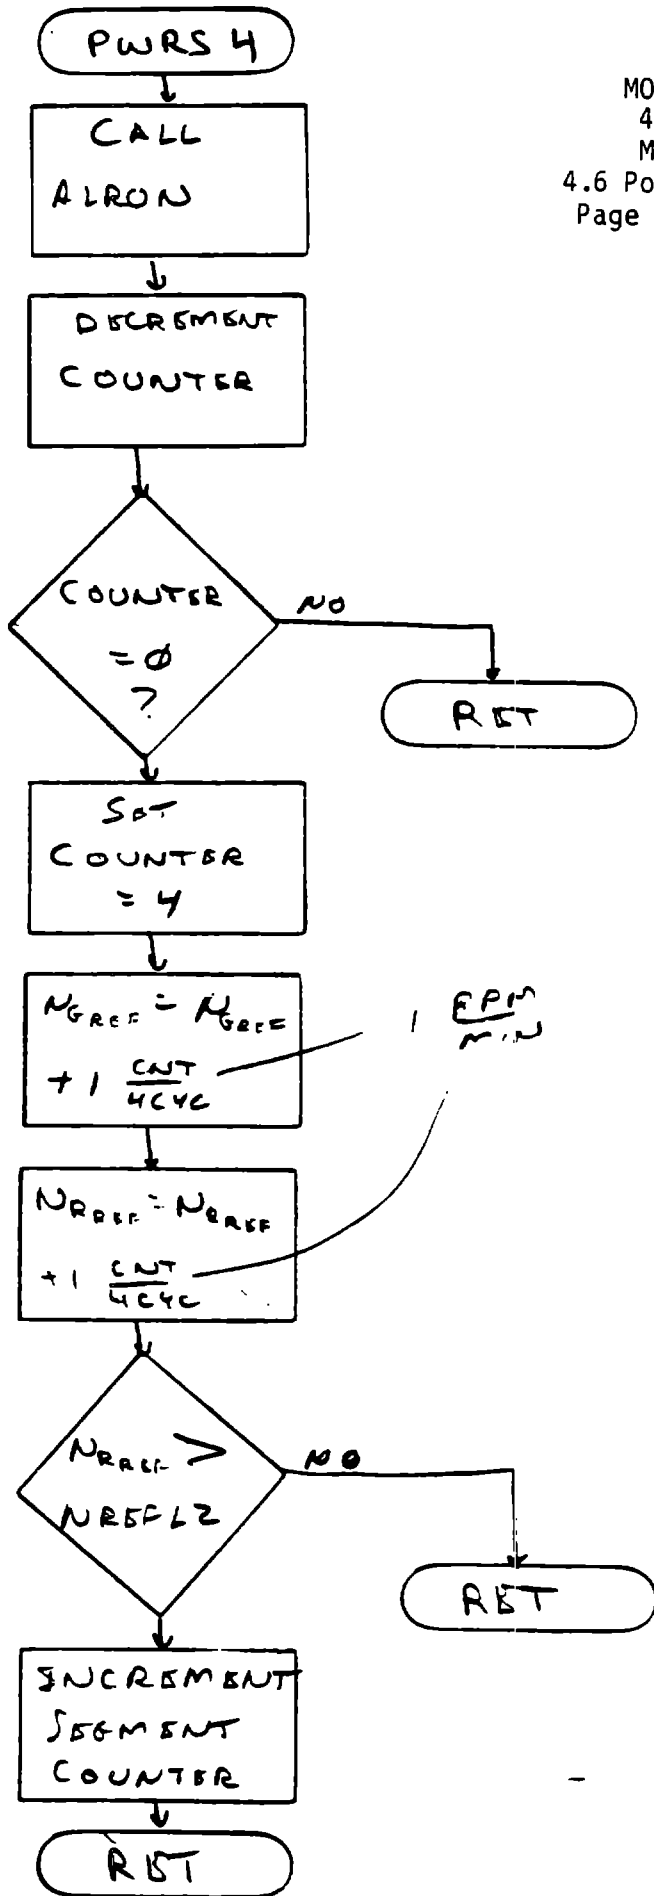 PWRS 4
MO
4
M
4.6 Po
Page
CALL
ALRON
DECREMENT
COUNTER
COUNTER
= Ø
?
NO
RET
SET
COUNTER
= 4
NGREF = NGREF
+ 1 CNT
4CYC
1 RPM
MIN
NRREF = NRREF
+ 1 CNT
4CYC
NRREF >
NREFL2
NO
RET
INCREMENT
SEGMENT
COUNTER
RET